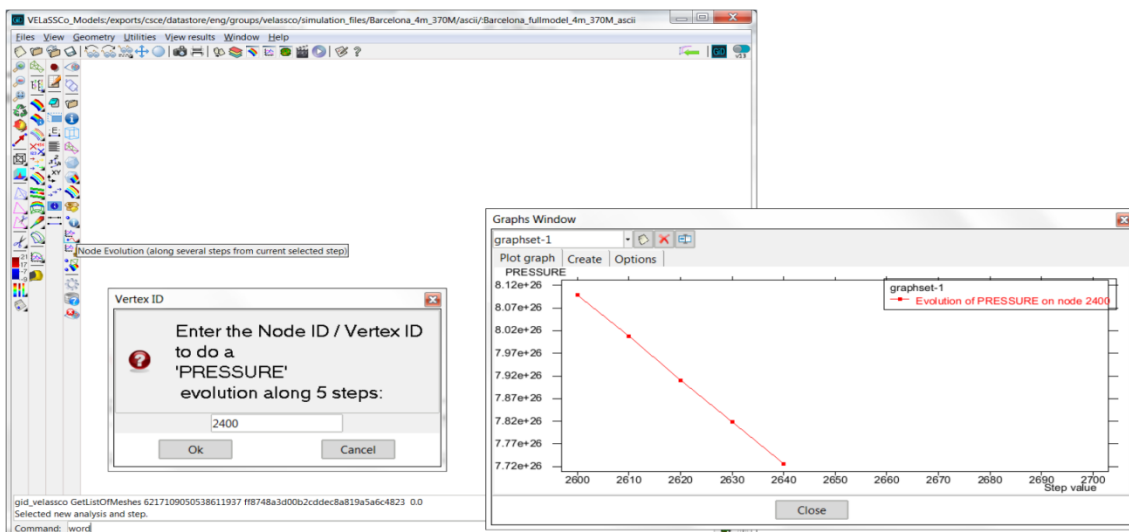 VELaSSCo_Models:/exports/csce/datastore/eng/groups/velassco/simulation_files/Barcelona_4m_370M/ascii/:Barcelona_fullmodel_4m_370M_ascii
Files View Geometry Utilities View results Window Help
Node Evolution (along several steps from current selected step)
Vertex ID
Enter the Node ID / Vertex ID
to do a
'PRESSURE'
evolution along 5 steps:
2400
Ok Cancel
gid_velassco GetListOfMeshes 6217109050538611937 ff8748a3d00b2cddec8a819a5a6c4823 0.0
Selected new analysis and step.
Command: word
Graphs Window
graphset-1
Plot graph Create Options
PRESSURE
8.12e+26
8.07e+26
8.02e+26
7.97e+26
7.92e+26
7.87e+26
7.82e+26
7.77e+26
7.72e+26
graphset-1
Evolution of PRESSURE on node 2400
2600 2610 2620 2630 2640 2650 2660 2670 2680 2690 2700
Step value
Close